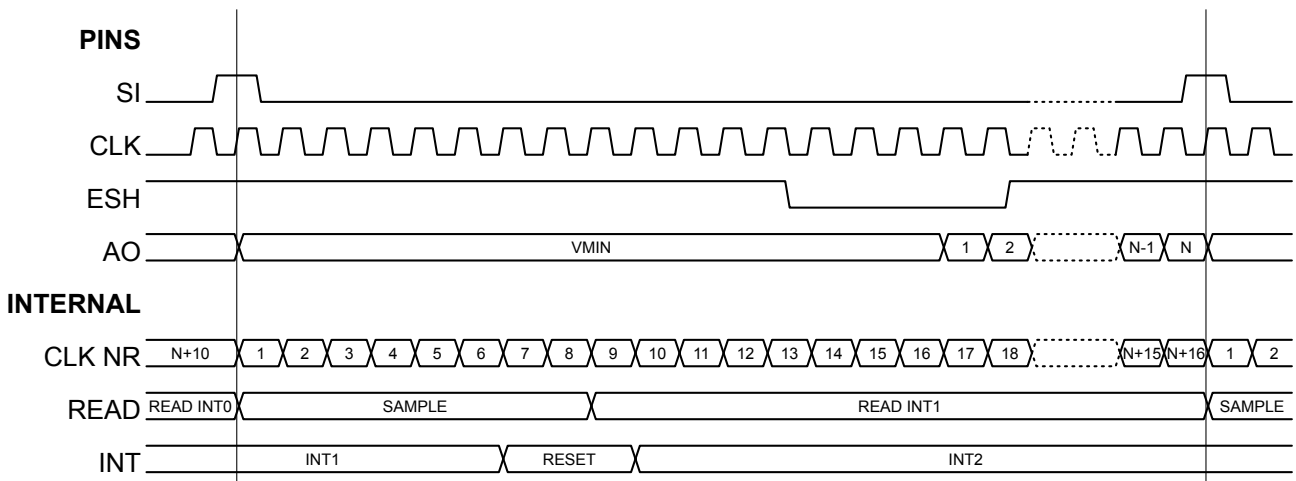 PINS
SI
CLK
ESH
AO VMIN 1 2 N-1 N
INTERNAL
CLK NR N+10 1 2 3 4 5 6 7 8 9 10 11 12 13 14 15 16 17 18 N+15 N+16 1 2
READ READ INT0 SAMPLE READ INT1 SAMPLE
INT INT1 RESET INT2